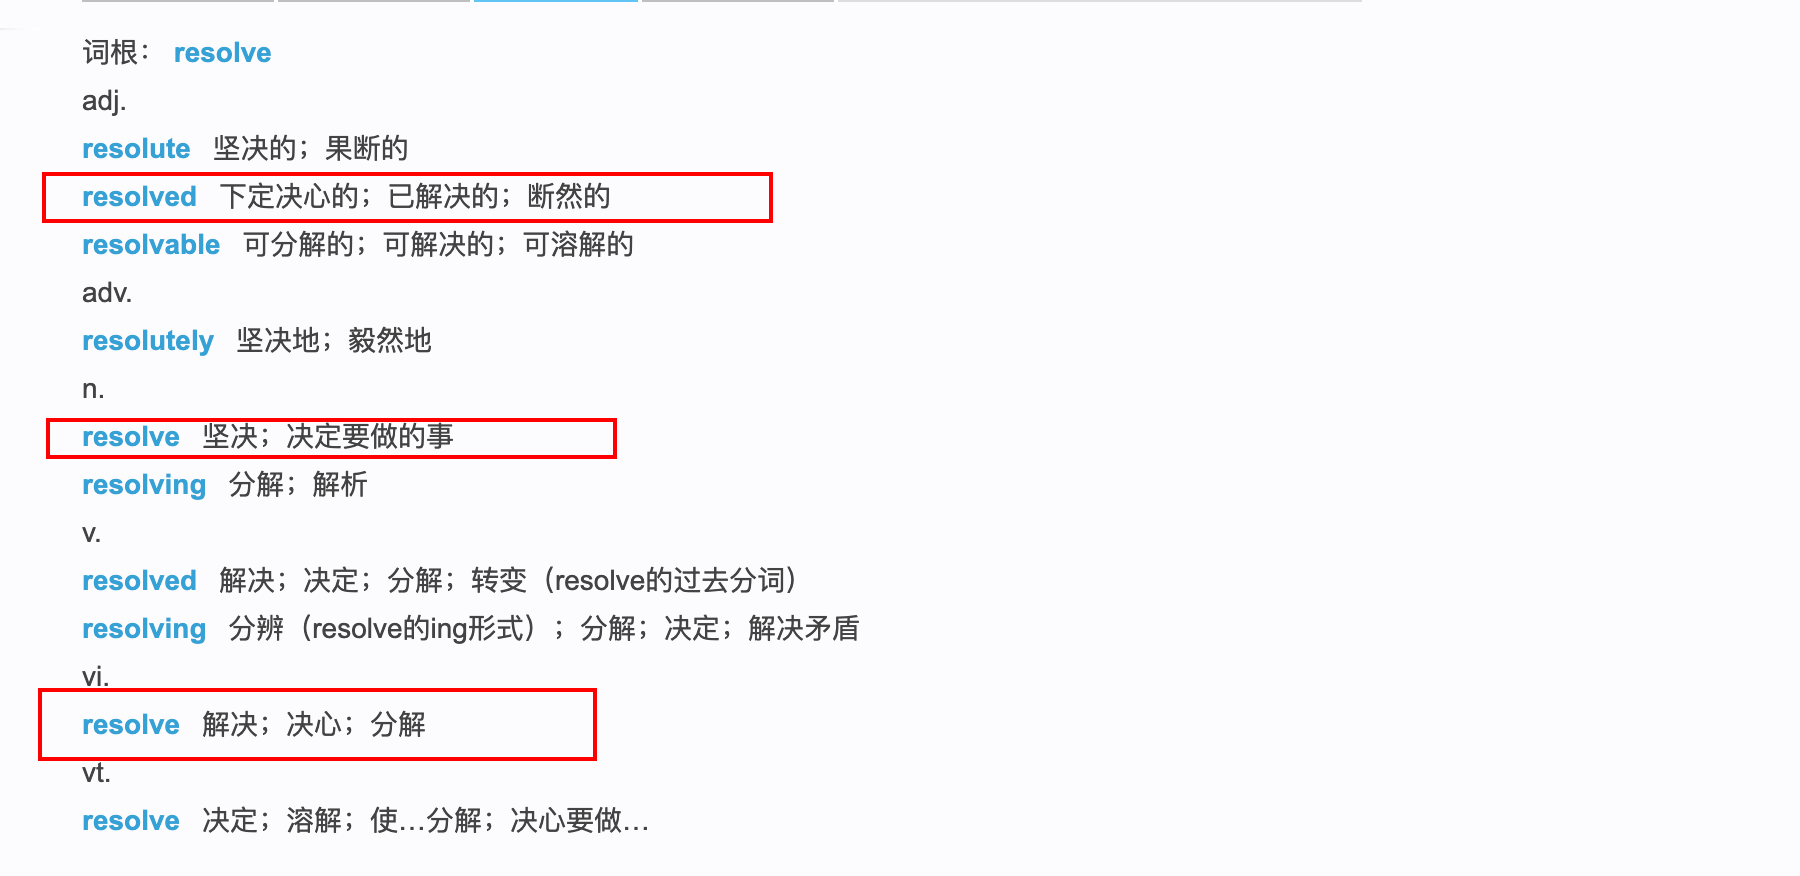 词根： resolve
adj.
resolute 坚决的；果断的
resolved 下定决心的；已解决的；断然的
resolvable 可分解的；可解决的；可溶解的
adv.
resolutely 坚决地；毅然地
n.
resolve 坚决；决定要做的事
resolving 分解；解析
v.
resolved 解决；决定；分解；转变（resolve的过去分词）
resolving 分辨（resolve的ing形式）；分解；决定；解决矛盾
vi.
resolve 解决；决心；分解
vt.
resolve 决定；溶解；使…分解；决心要做…